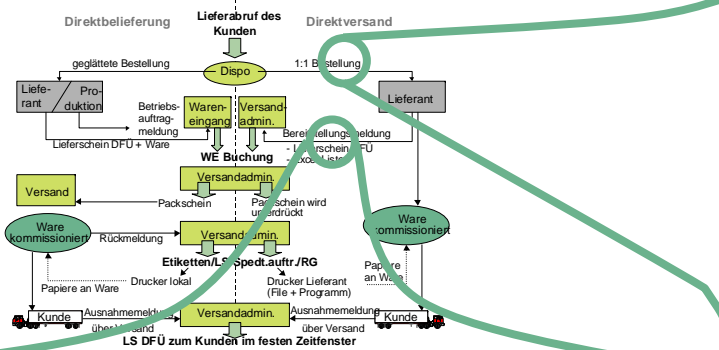 Direktbelieferung
Lieferabruf des
Kunden
Direktversand
geglättete Bestellung
Dispo
1:1 Bestellung
Liefe-
rant
Pro-
duktion
Betriebs-
auftrag-
meldung
Waren-
eingang
Versand-
admin.
Lieferant
Lieferschein DFÜ + Ware
Bereitstellungsmeldung
- Lieferschein DFÜ
- Excel Liste
WE Buchung
Versandadmin.
Versand
Packschein
Packschein wird
unterdrückt
Ware
kommissioniert
Rückmeldung
Versandadmin.
Ware
kommissioniert
Etiketten/LS
Spedt.auftr./RG
Papiere an Ware
Drucker lokal
Drucker Lieferant
(File + Programm)
Papiere
an Ware
Kunde
Ausnahmemeldung
über Versand
Versandadmin.
Ausnahmemeldung
über Versand
Kunde
LS DFÜ zum Kunden im festen Zeitfenster